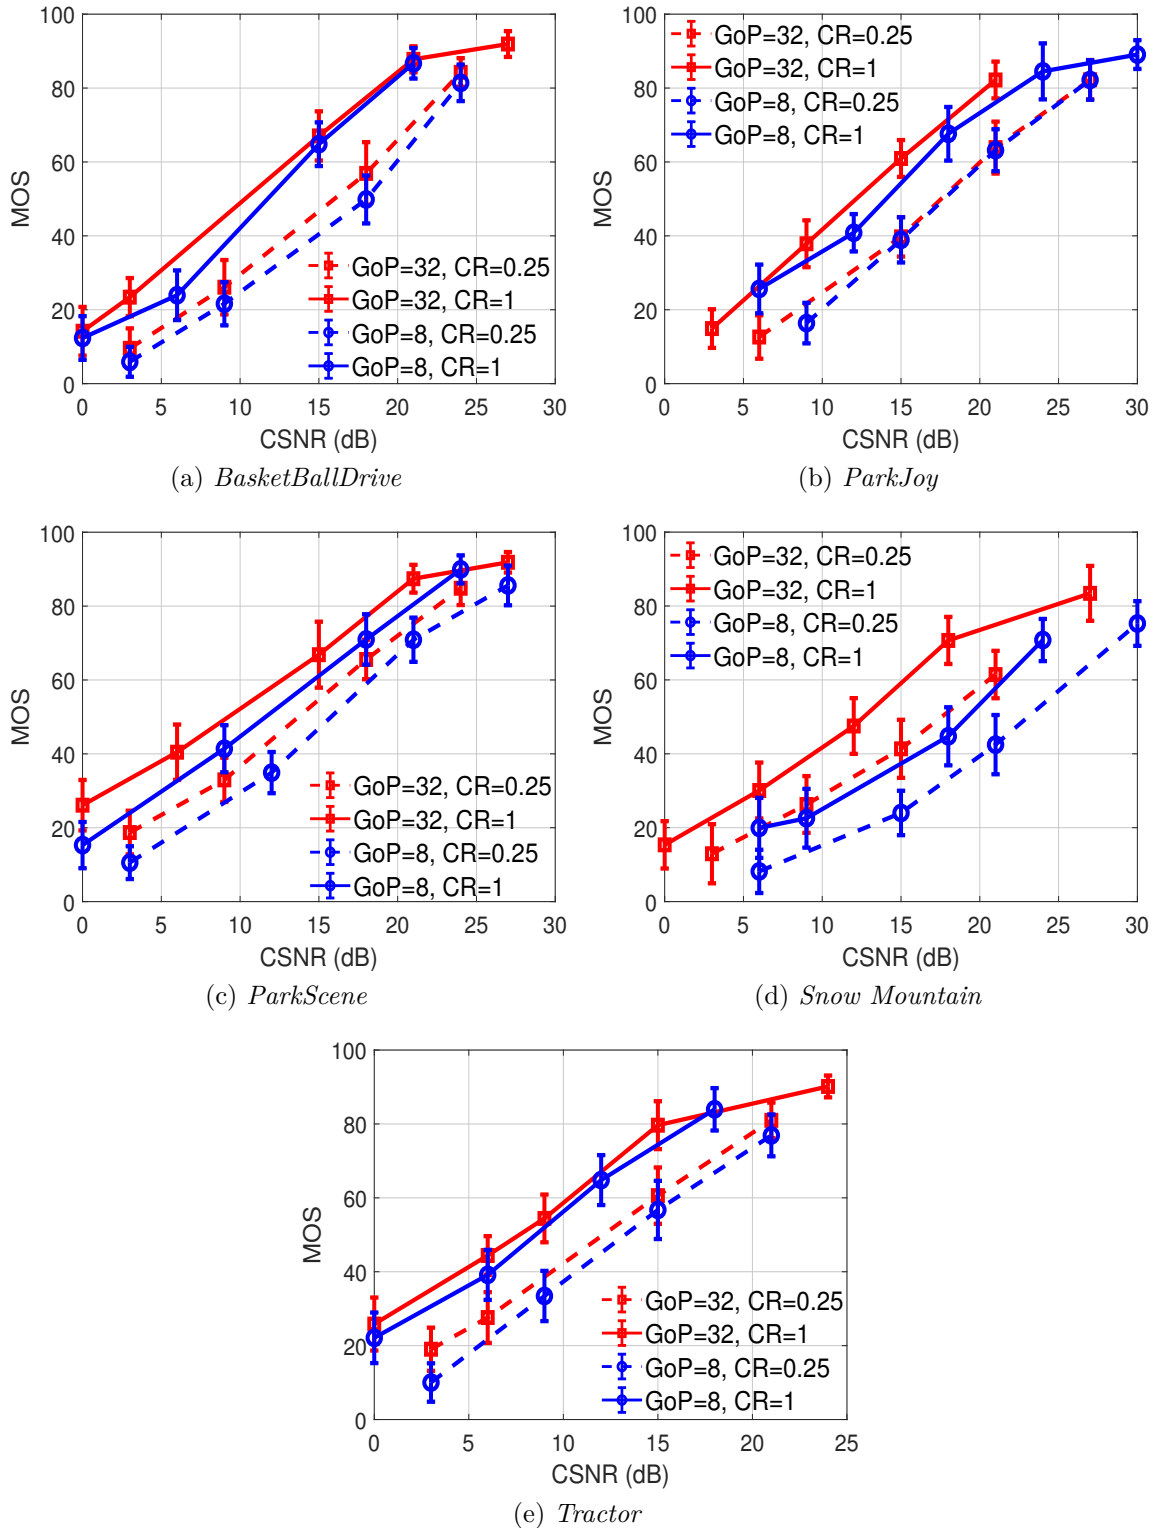 100
80
60
40
20
0
MOS
GoP=32, CR=0.25
GoP=32, CR=1
GoP=8, CR=0.25
GoP=8, CR=1
0 5 10 15 20 25 30
CSNR (dB)
(a) BasketBallDrive
100
80
60
40
20
0
MOS
GoP=32, CR=0.25
GoP=32, CR=1
GoP=8, CR=0.25
GoP=8, CR=1
0 5 10 15 20 25 30
CSNR (dB)
(b) ParkJoy
100
80
60
40
20
0
MOS
GoP=32, CR=0.25
GoP=32, CR=1
GoP=8, CR=0.25
GoP=8, CR=1
0 5 10 15 20 25 30
CSNR (dB)
(c) ParkScene
100
80
60
40
20
0
MOS
GoP=32, CR=0.25
GoP=32, CR=1
GoP=8, CR=0.25
GoP=8, CR=1
0 5 10 15 20 25 30
CSNR (dB)
(d) Snow Mountain
100
80
60
40
20
0
MOS
GoP=32, CR=0.25
GoP=32, CR=1
GoP=8, CR=0.25
GoP=8, CR=1
0 5 10 15 20 25
CSNR (dB)
(e) Tractor